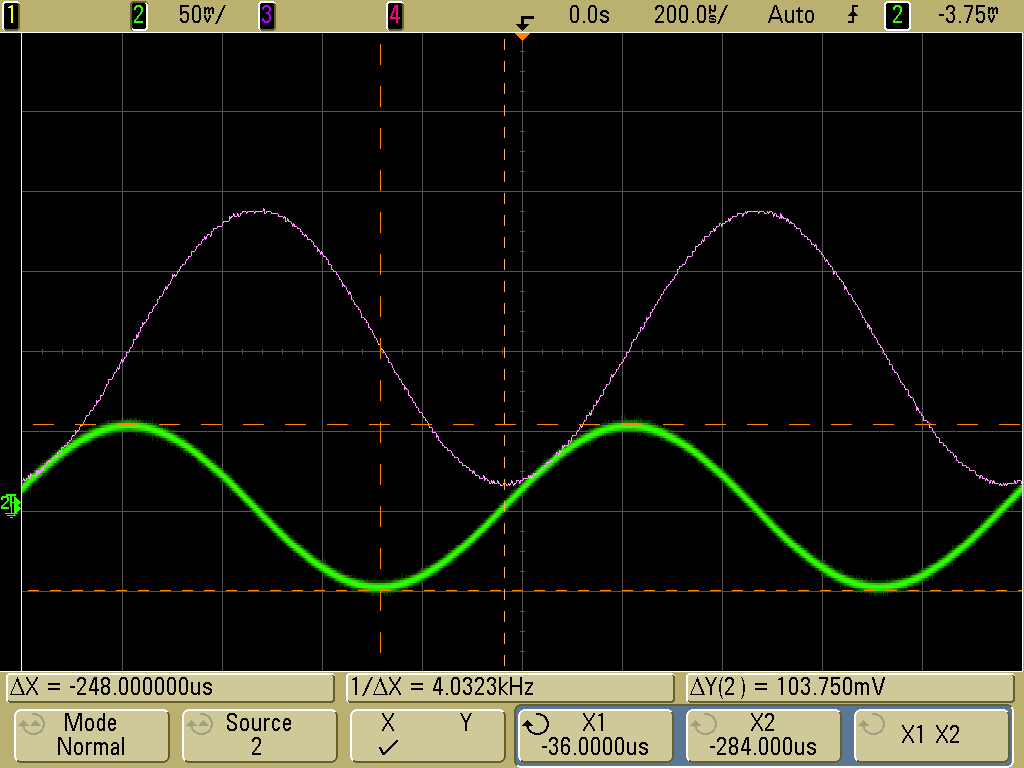 1 2 50mV/ 3 4 0.0s 200.0us/ Auto 2 -3.75mV
2
ΔX = -248.000000us 1/ΔX = 4.0323kHz ΔY(2) = 103.750mV
Mode Source X Y X1 X2 X1 X2
Normal 2 -36.0000us -284.000us